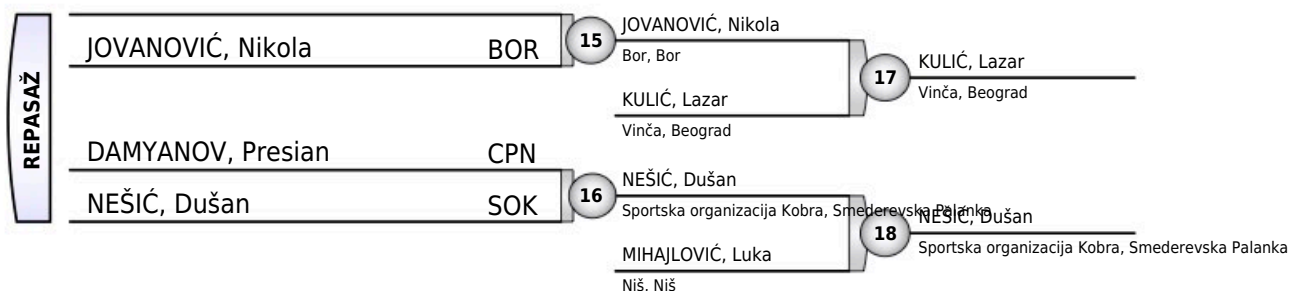 REPASAŽ
JOVANOVIĆ, Nikola BOR
DAMYANOV, Presian CPN
NEŠIĆ, Dušan SOK
15
JOVANOVIĆ, Nikola
Bor, Bor
KULIĆ, Lazar
Vinča, Beograd
16
NEŠIĆ, Dušan
Sportska organizacija Kobra, Smederevska Palanka
MIHAJLOVIĆ, Luka
Niš, Niš
17
KULIĆ, Lazar
Vinča, Beograd
18
NEŠIĆ, Dušan
Sportska organizacija Kobra, Smederevska Palanka